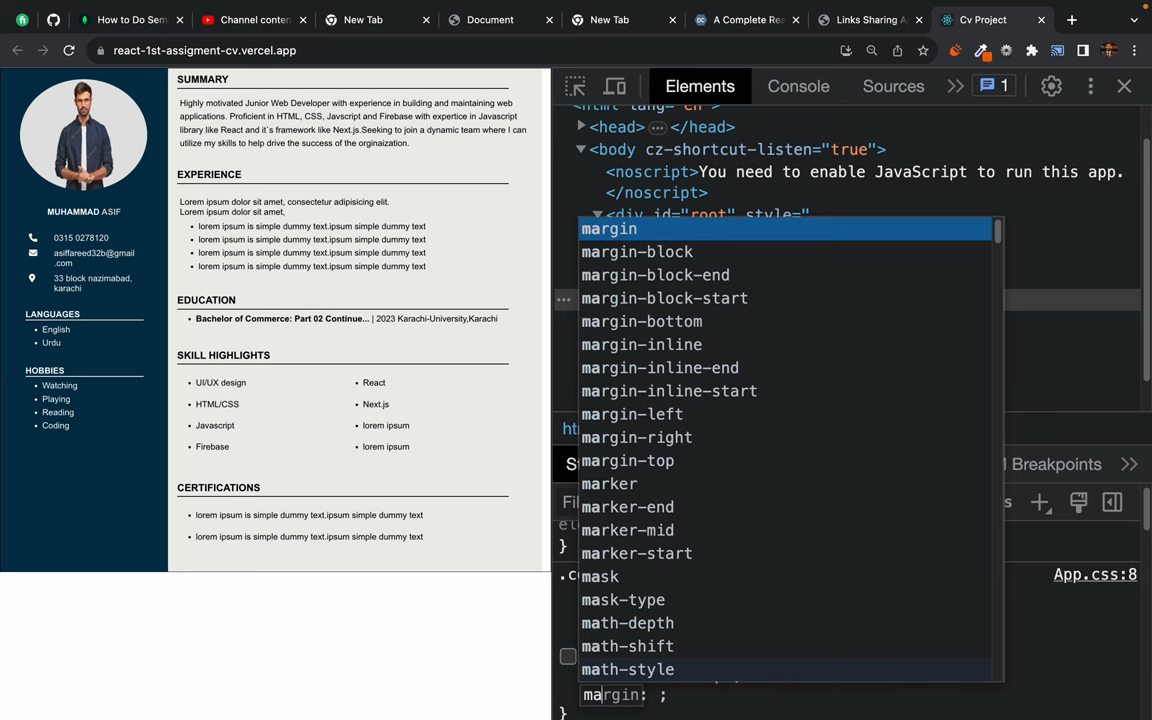 How to Do Sem
Channel conten
New Tab
Document
New Tab
A Complete Rea
Links Sharing A
Cv Project
react-1st-assigment-cv.vercel.app
MUHAMMAD ASIF
0315 0278120
asiffareed32b@gmail
.com
33 block nazimabad,
karachi
LANGUAGES
English
Urdu
HOBBIES
Watching
Playing
Reading
Coding
SUMMARY
Highly motivated Junior Web Developer with experience in building and maintaining web
applications. Proficient in HTML, CSS, Javscript and Firebase with expertice in Javascript
library like React and it`s framework like Next.js.Seeking to join a dynamic team where I can
utilize my skills to help drive the success of the orginaization.
EXPERIENCE
Lorem ipsum dolor sit amet, consectetur adipisicing elit.
Lorem ipsum dolor sit amet,
lorem ipsum is simple dummy text.ipsum simple dummy text
lorem ipsum is simple dummy text.ipsum simple dummy text
lorem ipsum is simple dummy text.ipsum simple dummy text
lorem ipsum is simple dummy text.ipsum simple dummy text
EDUCATION
Bachelor of Commerce: Part 02 Continue... | 2023 Karachi-University,Karachi
SKILL HIGHLIGHTS
UI/UX design
React
HTML/CSS
Next.js
Javascript
lorem ipsum
Firebase
lorem ipsum
CERTIFICATIONS
lorem ipsum is simple dummy text.ipsum simple dummy text
lorem ipsum is simple dummy text.ipsum simple dummy text
Elements
Console
Sources
1
<html lang="en">
<head> … </head>
<body cz-shortcut-listen="true">
<noscript>You need to enable JavaScript to run this app.
</noscript>
<div id="root" style="
margin
margin-block
margin-block-end
margin-block-start
margin-bottom
margin-inline
margin-inline-end
margin-inline-start
margin-left
margin-right
margin-top
marker
marker-end
marker-mid
marker-start
mask
mask-type
math-depth
math-shift
math-style
Breakpoints
}
App.css:8
margin: ;
}